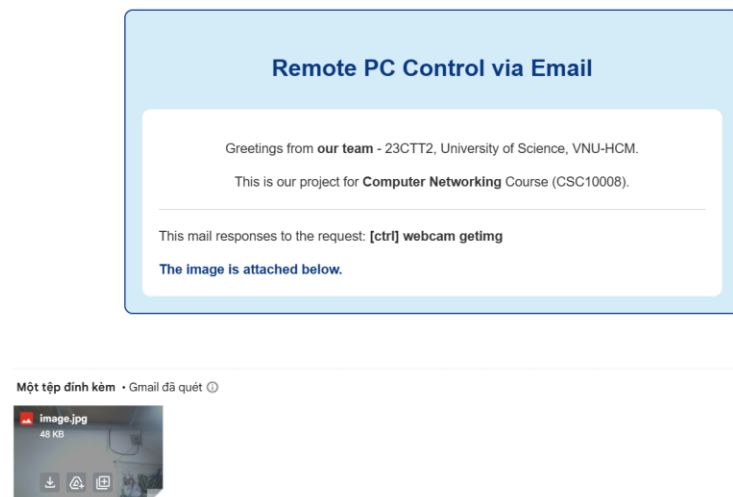 Remote PC Control via Email
Greetings from our team - 23CTT2, University of Science, VNU-HCM.
This is our project for Computer Networking Course (CSC10008).
This mail responses to the request: [ctrl] webcam getimg
The image is attached below.
Một tệp đính kèm • Gmail đã quét
image.jpg
48 KB